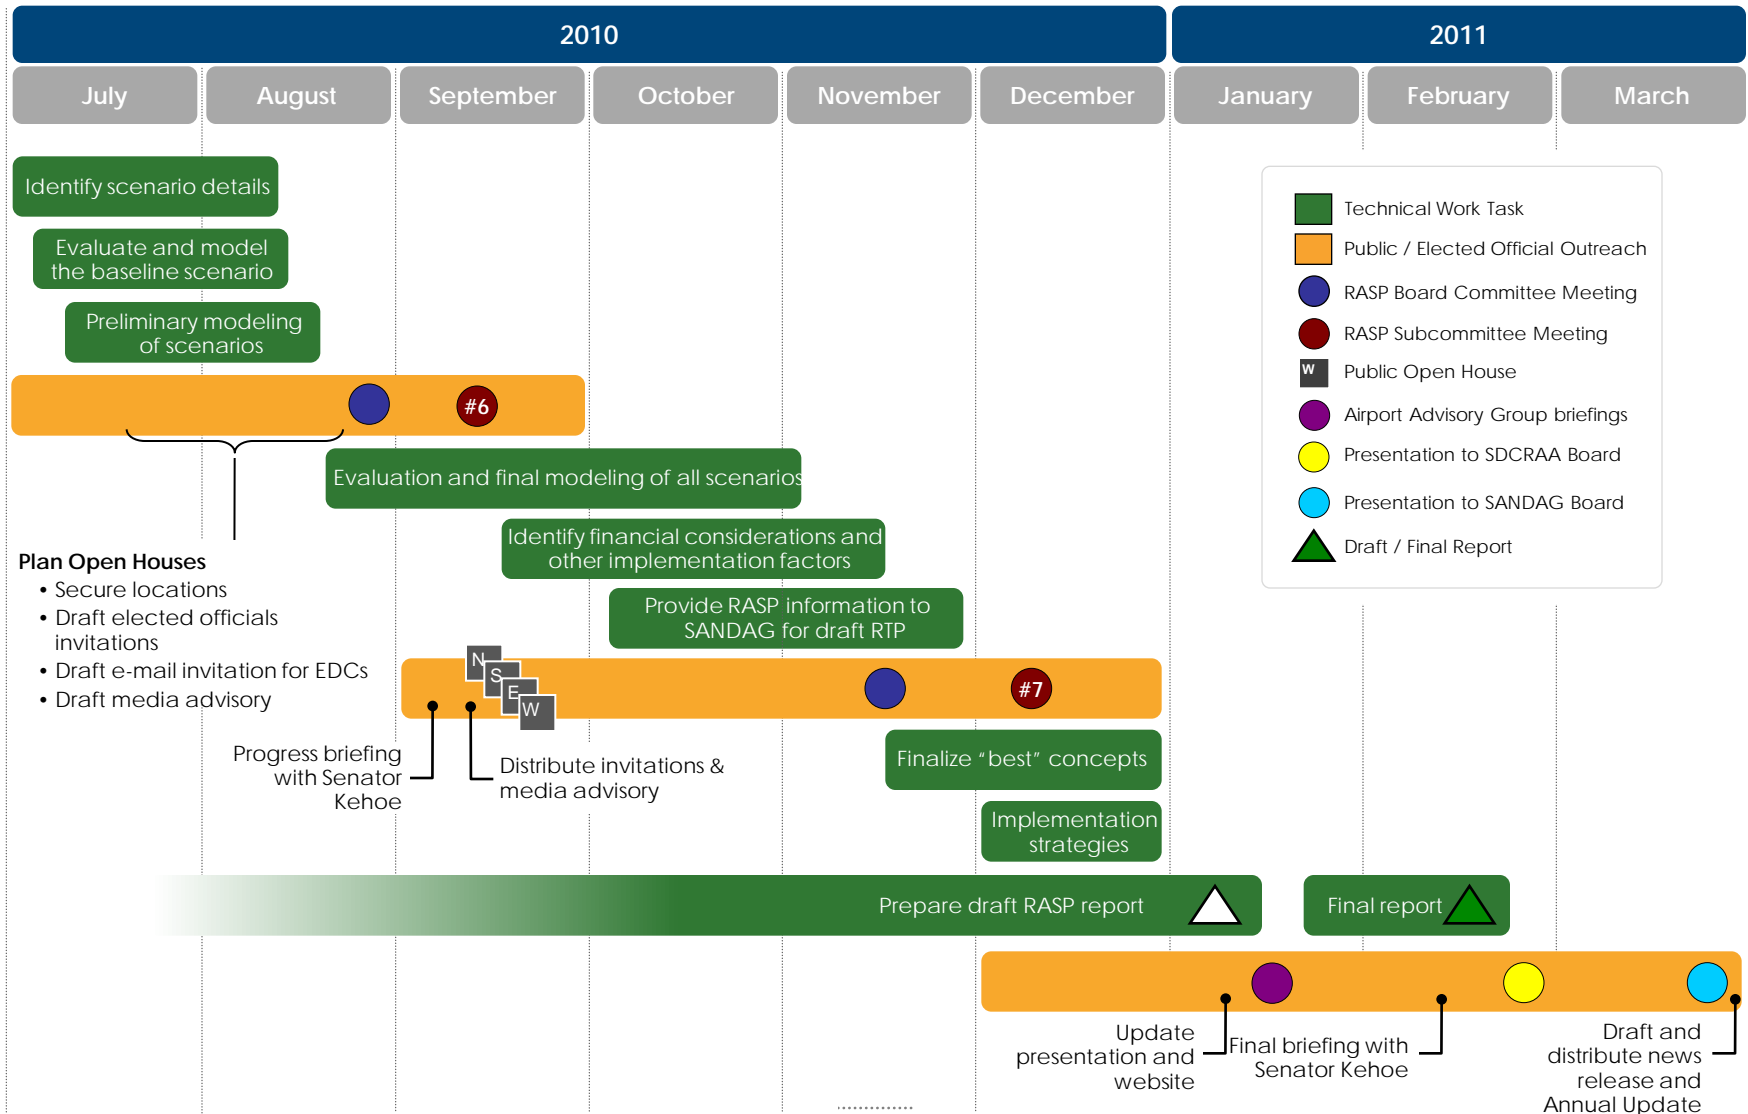 2010
2011
July
August
September
October
November
December
January
February
March
Identify scenario details
Evaluate and model
the baseline scenario
Preliminary modeling
of scenarios
#6
Evaluation and final modeling of all scenarios
Identify financial considerations and
other implementation factors
Provide RASP information to
SANDAG for draft RTP
Plan Open Houses
• Secure locations
• Draft elected officials
invitations
• Draft e-mail invitation for EDCs
• Draft media advisory
N
S
E
W
#7
Progress briefing
with Senator
Kehoe
Distribute invitations &
media advisory
Finalize “best” concepts
Implementation
strategies
Prepare draft RASP report
Final report
Update
presentation and
website
Final briefing with
Senator Kehoe
Draft and
distribute news
release and
Annual Update
Technical Work Task
Public / Elected Official Outreach
RASP Board Committee Meeting
RASP Subcommittee Meeting
W
Public Open House
Airport Advisory Group briefings
Presentation to SDCRAA Board
Presentation to SANDAG Board
Draft / Final Report